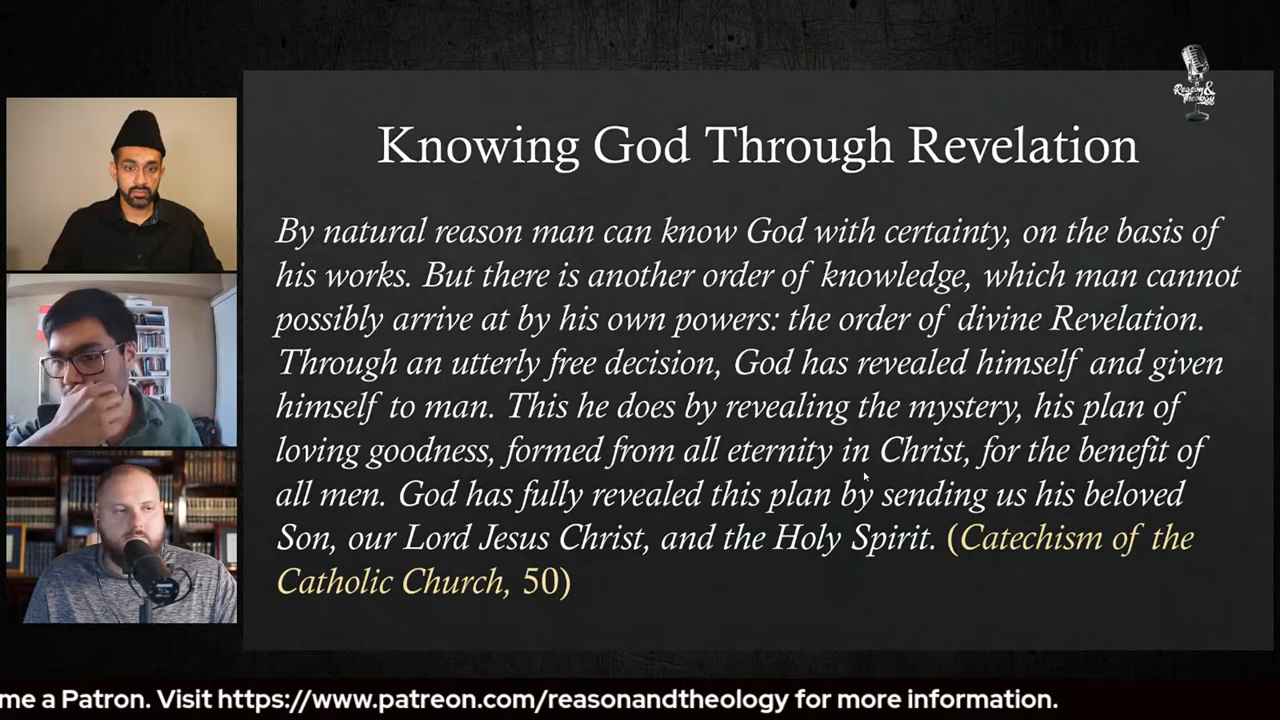 Reason &
Theology
Knowing God Through Revelation
By natural reason man can know God with certainty, on the basis of
his works. But there is another order of knowledge, which man cannot
possibly arrive at by his own powers: the order of divine Revelation.
Through an utterly free decision, God has revealed himself and given
himself to man. This he does by revealing the mystery, his plan of
loving goodness, formed from all eternity in Christ, for the benefit of
all men. God has fully revealed this plan by sending us his beloved
Son, our Lord Jesus Christ, and the Holy Spirit. (Catechism of the
Catholic Church, 50)
me a Patron. Visit https://www.patreon.com/reasonandtheology for more information.